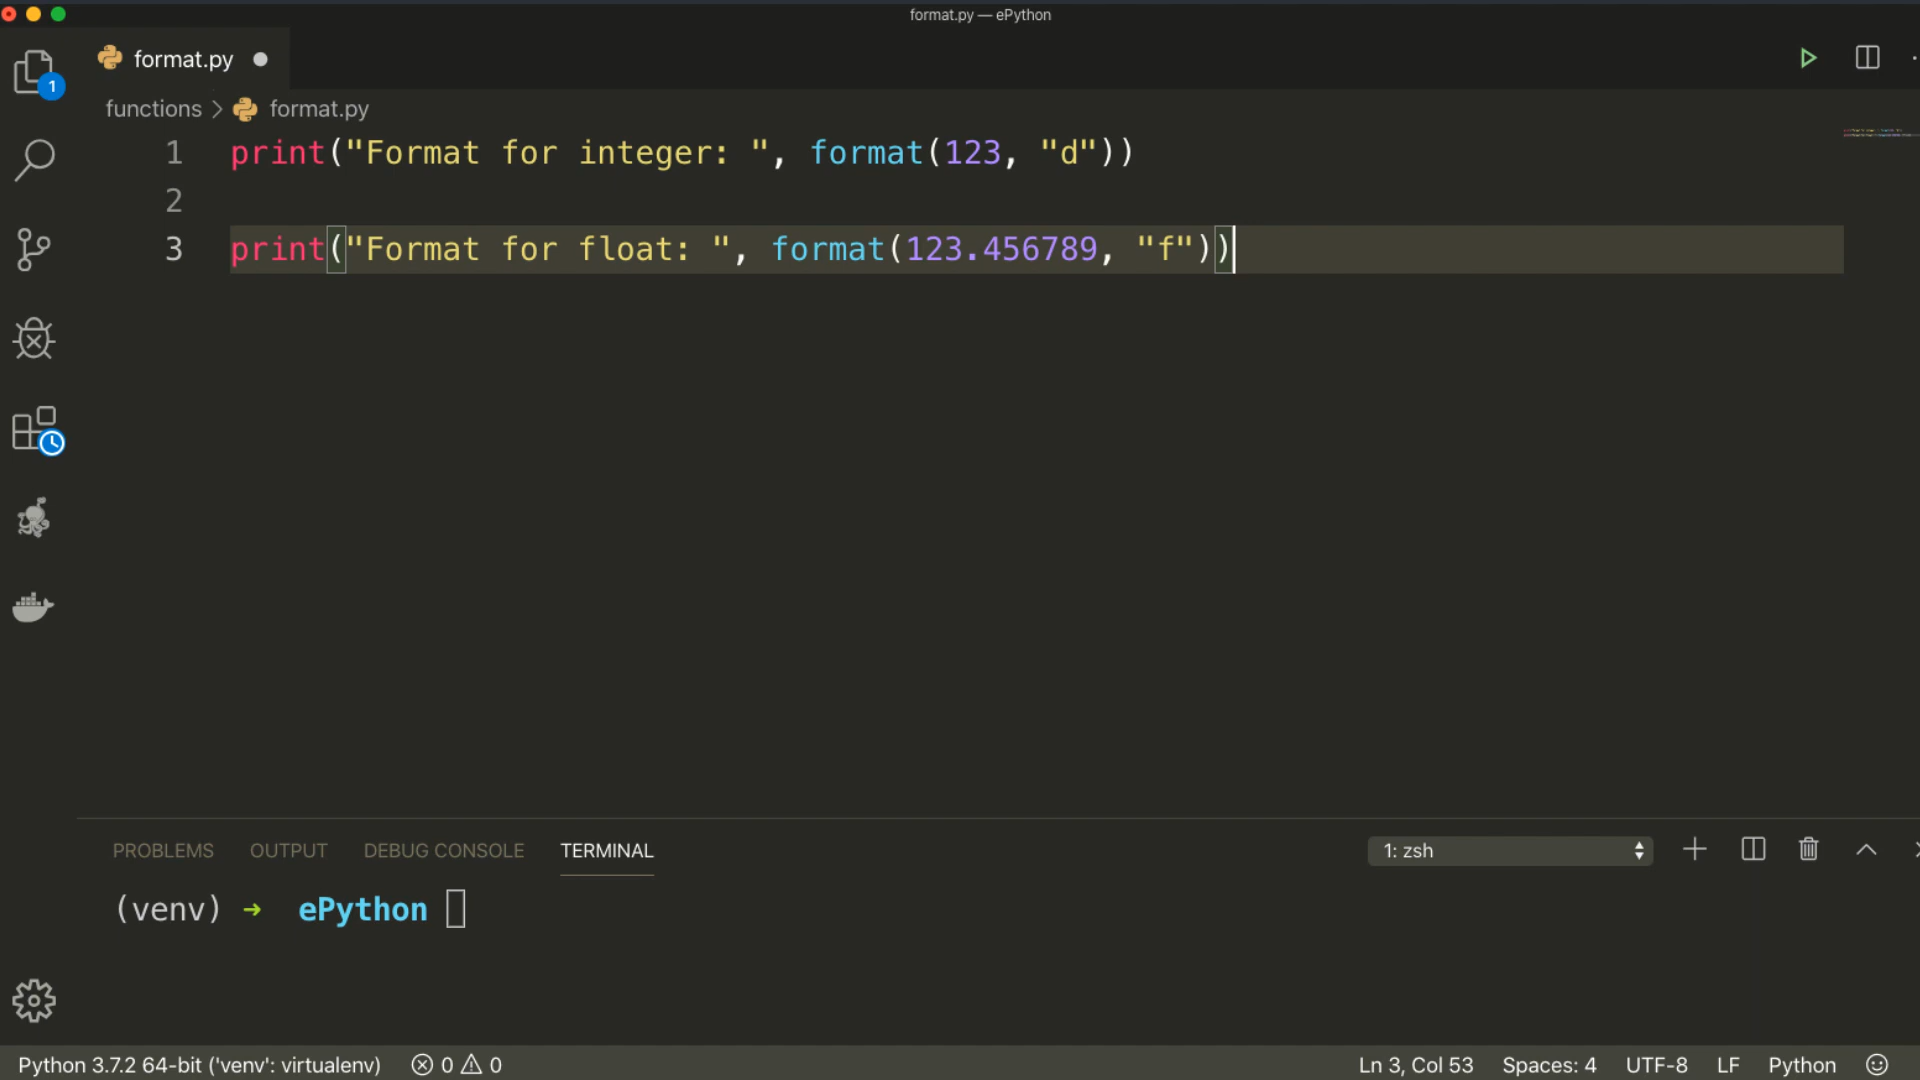 format.py — ePython
format.py
1
functions > format.py
1 print("Format for integer: ", format(123, "d"))
2
3 print("Format for float: ", format(123.456789, "f"))
PROBLEMS OUTPUT DEBUG CONSOLE TERMINAL 1: zsh
(venv) → ePython
Python 3.7.2 64-bit ('venv': virtualenv) 0 0 Ln 3, Col 53 Spaces: 4 UTF-8 LF Python